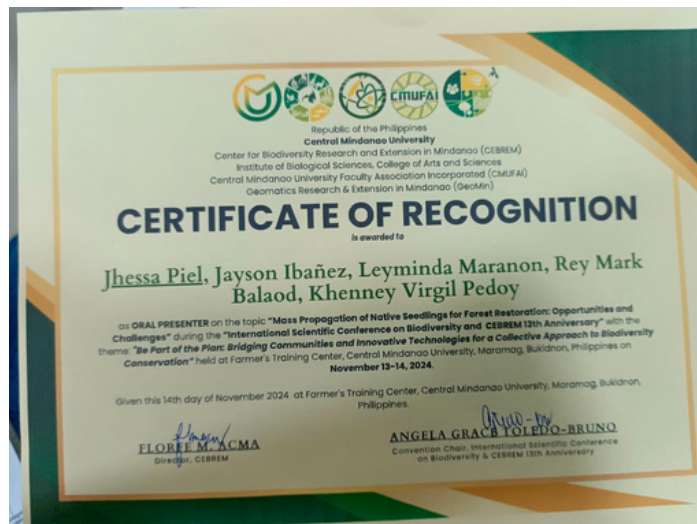 CMUFAI
Republic of the Philippines
Central Mindanao University
Center for Biodiversity Research and Extension in Mindanao (CEBREM)
Institute of Biological Sciences, College of Arts and Sciences
Central Mindanao University Faculty Association Incorporated (CMUFAI)
Geomatics Research & Extension in Mindanao (GeoMin)
CERTIFICATE OF RECOGNITION
is awarded to
Jhessa Piel, Jayson Ibañez, Leyminda Maranon, Rey Mark
Balaod, Khenney Virgil Pedoy
as ORAL PRESENTER on the topic "Mass Propagation of Native Seedlings for Forest Restoration: Opportunities and
Challenges" during the "International Scientific Conference on Biodiversity and CEBREM 13th Anniversary" with the
theme: "Be Part of the Plan: Bridging Communities and Innovative Technologies for a Collective Approach to Biodiversity
Conservation" held at Farmer's Training Center, Central Mindanao University, Maramag, Bukidnon, Philippines on
November 13-14, 2024.
Given this 14th day of November 2024 at Farmer's Training Center, Central Mindanao University, Maramag, Bukidnon,
Philippines.
FLOREE M. ACMA
Director, CEBREM
ANGELA GRACE TOLEDO-BRUNO
Convention Chair, International Scientific Conference
on Biodiversity & CEBREM 13th Anniversary